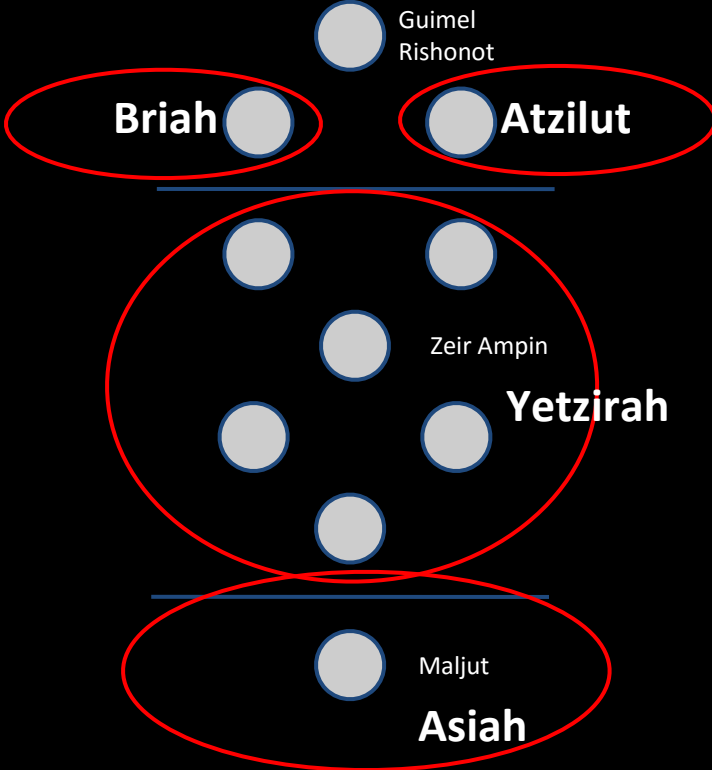 Guimel
Rishonot
Briah
Atzilut
Zeir Ampin
Yetzirah
Maljut
Asiah